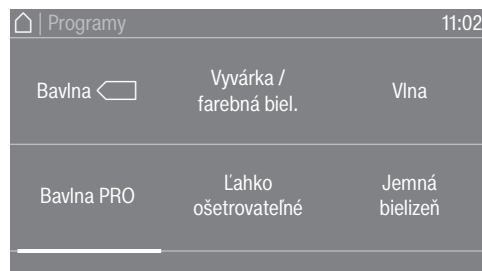 | Programy 11:02
Bavlna
Vyvárka /
farebná biel.
Vlna
Bavlna PRO
Ľahko
ošetrovateľné
Jemná
bielizeň